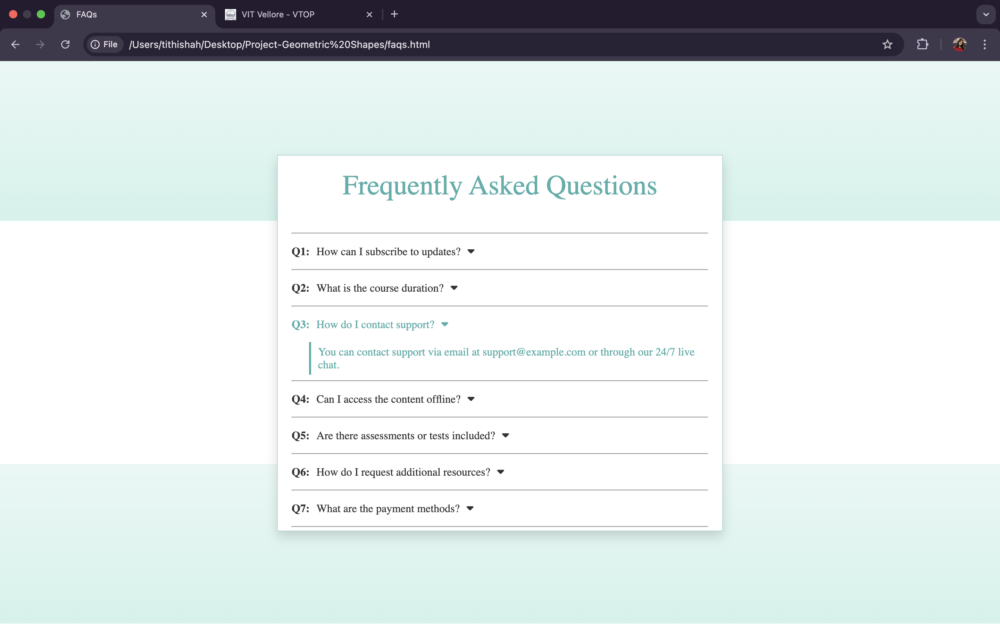 FAQs
VIT Vellore - VTOP
File /Users/tithishah/Desktop/Project-Geometric%20Shapes/faqs.html
Frequently Asked Questions
Q1: How can I subscribe to updates?
Q2: What is the course duration?
Q3: How do I contact support?
You can contact support via email at support@example.com or through our 24/7 live
chat.
Q4: Can I access the content offline?
Q5: Are there assessments or tests included?
Q6: How do I request additional resources?
Q7: What are the payment methods?